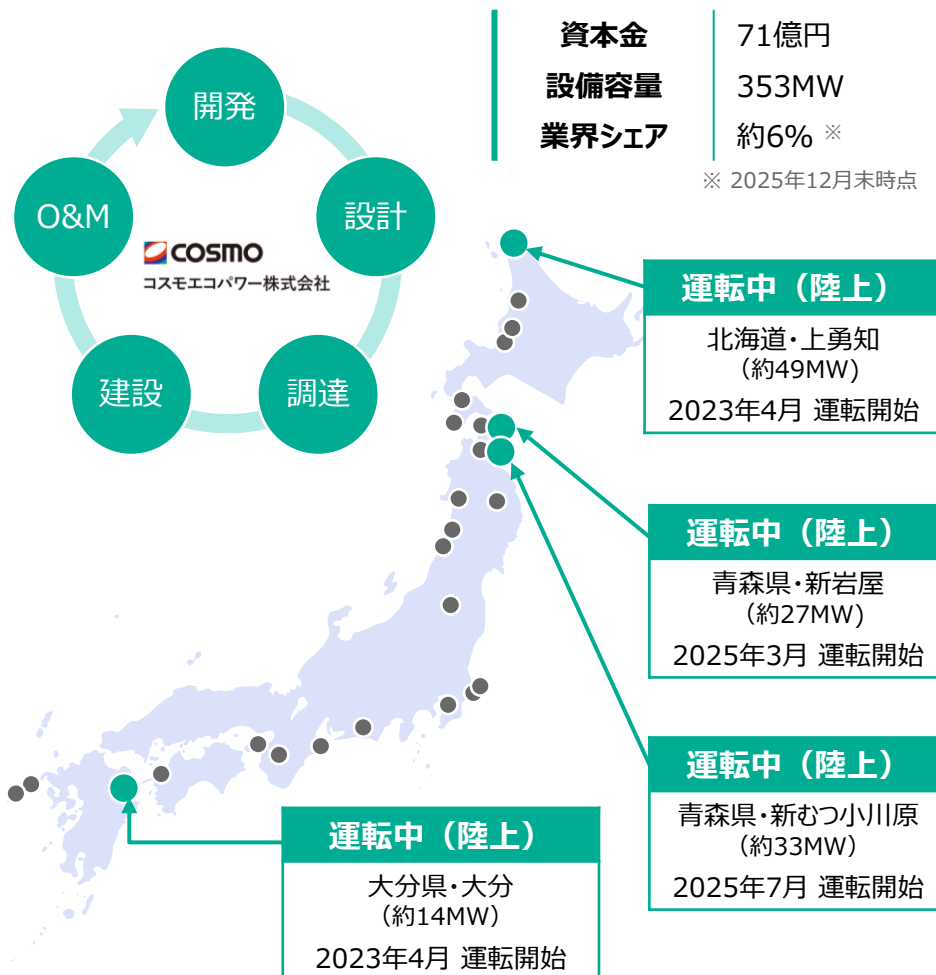 資本金 71億円
設備容量 353MW
業界シェア 約6% ※
※ 2025年12月末時点
開発
設計
調達
建設
O&M
COSMO
コスモエコパワー株式会社
運転中（陸上）
北海道・上勇知
（約49MW)
2023年4月 運転開始
運転中（陸上）
青森県・新岩屋
（約27MW)
2025年3月 運転開始
運転中（陸上）
青森県・新むつ小川原
（約33MW）
2025年7月 運転開始
運転中（陸上）
大分県・大分
（約14MW）
2023年4月 運転開始